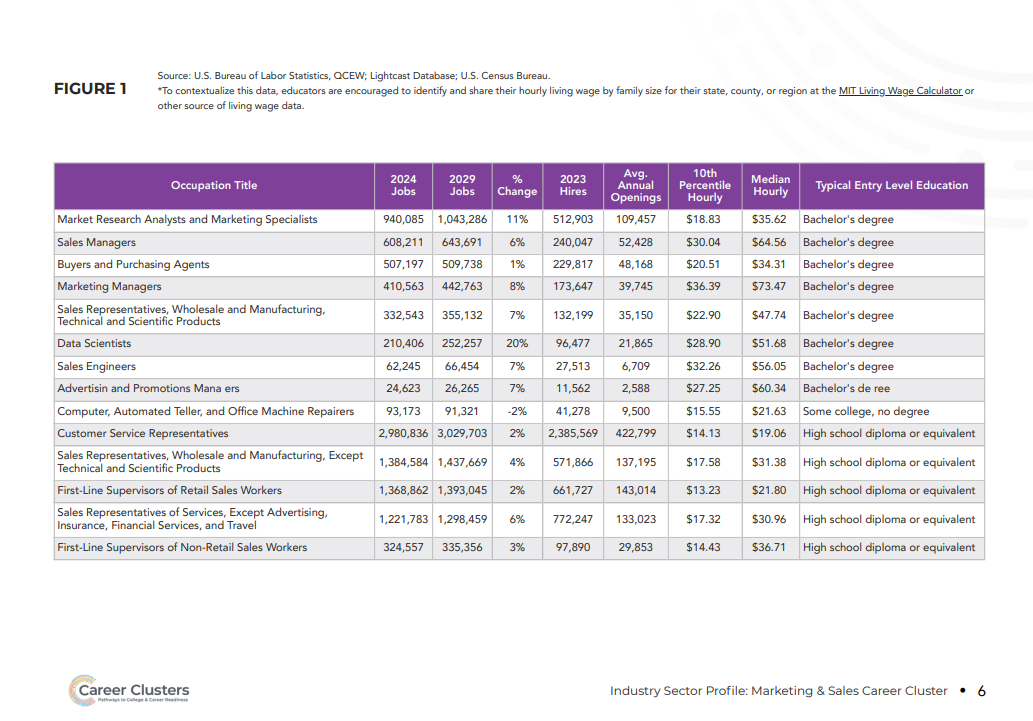 FIGURE 1
Source: U.S. Bureau of Labor Statistics, QCEW; Lightcast Database; U.S. Census Bureau.
*To contextualize this data, educators are encouraged to identify and share their hourly living wage by family size for their state, county, or region at the MIT Living Wage Calculator or
other source of living wage data.
Occupation Title 2024 Jobs 2029 Jobs % Change 2023 Hires Avg. Annual Openings 10th Percentile Hourly Median Hourly Typical Entry Level Education
Market Research Analysts and Marketing Specialists 940,085 1,043,286 11% 512,903 109,457 $18.83 $35.62 Bachelor's degree
Sales Managers 608,211 643,691 6% 240,047 52,428 $30.04 $64.56 Bachelor's degree
Buyers and Purchasing Agents 507,197 509,738 1% 229,817 48,168 $20.51 $34.31 Bachelor's degree
Marketing Managers 410,563 442,763 8% 173,647 39,745 $36.39 $73.47 Bachelor's degree
Sales Representatives, Wholesale and Manufacturing,
Technical and Scientific Products 332,543 355,132 7% 132,199 35,150 $22.90 $47.74 Bachelor's degree
Data Scientists 210,406 252,257 20% 96,477 21,865 $28.90 $51.68 Bachelor's degree
Sales Engineers 62,245 66,454 7% 27,513 6,709 $32.26 $56.05 Bachelor's degree
Advertisin and Promotions Mana ers 24,623 26,265 7% 11,562 2,588 $27.25 $60.34 Bachelor's de ree
Computer, Automated Teller, and Office Machine Repairers 93,173 91,321 -2% 41,278 9,500 $15.55 $21.63 Some college, no degree
Customer Service Representatives 2,980,836 3,029,703 2% 2,385,569 422,799 $14.13 $19.06 High school diploma or equivalent
Sales Representatives, Wholesale and Manufacturing, Except
Technical and Scientific Products 1,384,584 1,437,669 4% 571,866 137,195 $17.58 $31.38 High school diploma or equivalent
First-Line Supervisors of Retail Sales Workers 1,368,862 1,393,045 2% 661,727 143,014 $13.23 $21.80 High school diploma or equivalent
Sales Representatives of Services, Except Advertising,
Insurance, Financial Services, and Travel 1,221,783 1,298,459 6% 772,247 133,023 $17.32 $30.96 High school diploma or equivalent
First-Line Supervisors of Non-Retail Sales Workers 324,557 335,356 3% 97,890 29,853 $14.43 $36.71 High school diploma or equivalent
Career Clusters
Pathways to College & Career Readiness
Industry Sector Profile: Marketing & Sales Career Cluster • 6